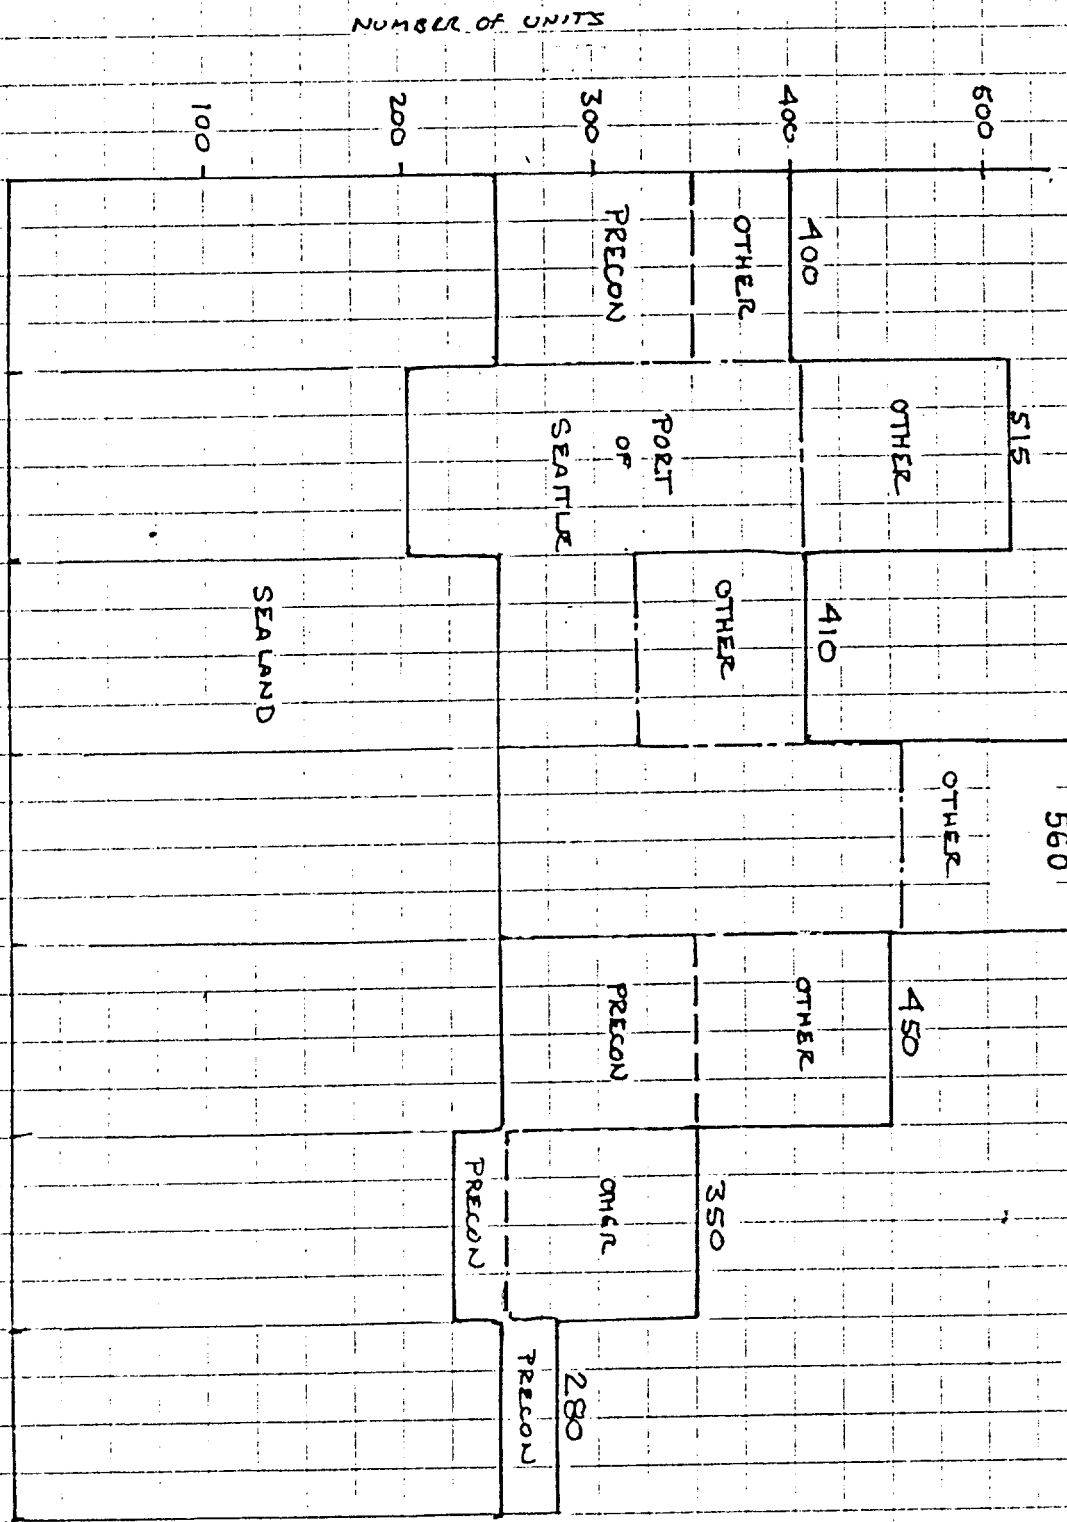 NUMBER OF UNITS
500
400
300
200
100
400
OTHER
PRECON
515
OTHER
PORT
OF
SEATTLE
410
OTHER
SEALAND
560
OTHER
450
OTHER
PRECON
350
OTHER
PRECON
280
PRECON